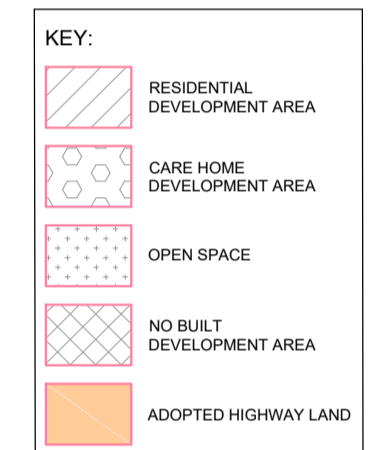 KEY:
RESIDENTIAL
DEVELOPMENT AREA
CARE HOME
DEVELOPMENT AREA
OPEN SPACE
NO BUILT
DEVELOPMENT AREA
ADOPTED HIGHWAY LAND